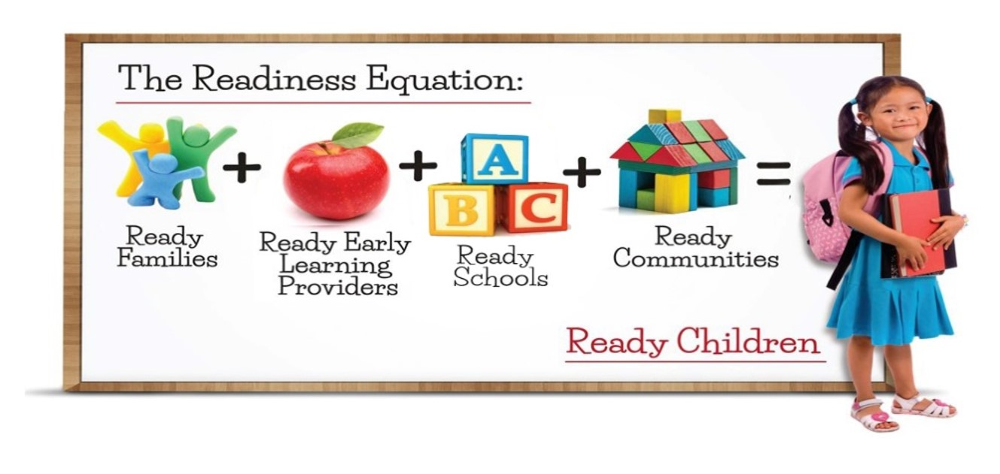 The Readiness Equation:
Ready
Families
+
Ready Early
Learning
Providers
+
A
B C
Ready
Schools
+
Ready
Communities
=
Ready Children